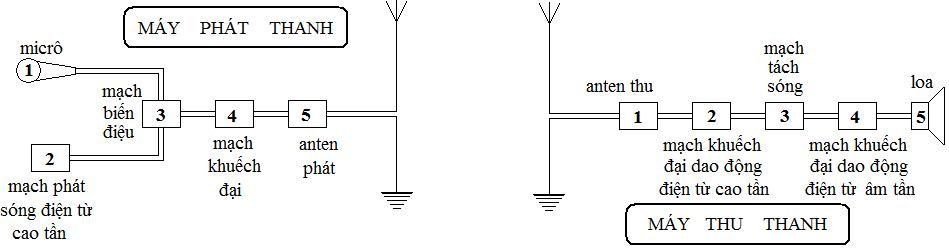 MÁY PHÁT THANH
micrô
1
mạch
biến
điệu
3
4
5
mạch
khuếch
đại
anten
phát
2
mạch phát
sóng điện từ
cao tần
mạch
tách
sóng
anten thu
loa
1
2
3
4
5
mạch khuếch
đại dao động
điện từ cao tần
mạch khuếch
đại dao động
điện từ âm tần
MÁY THU THANH